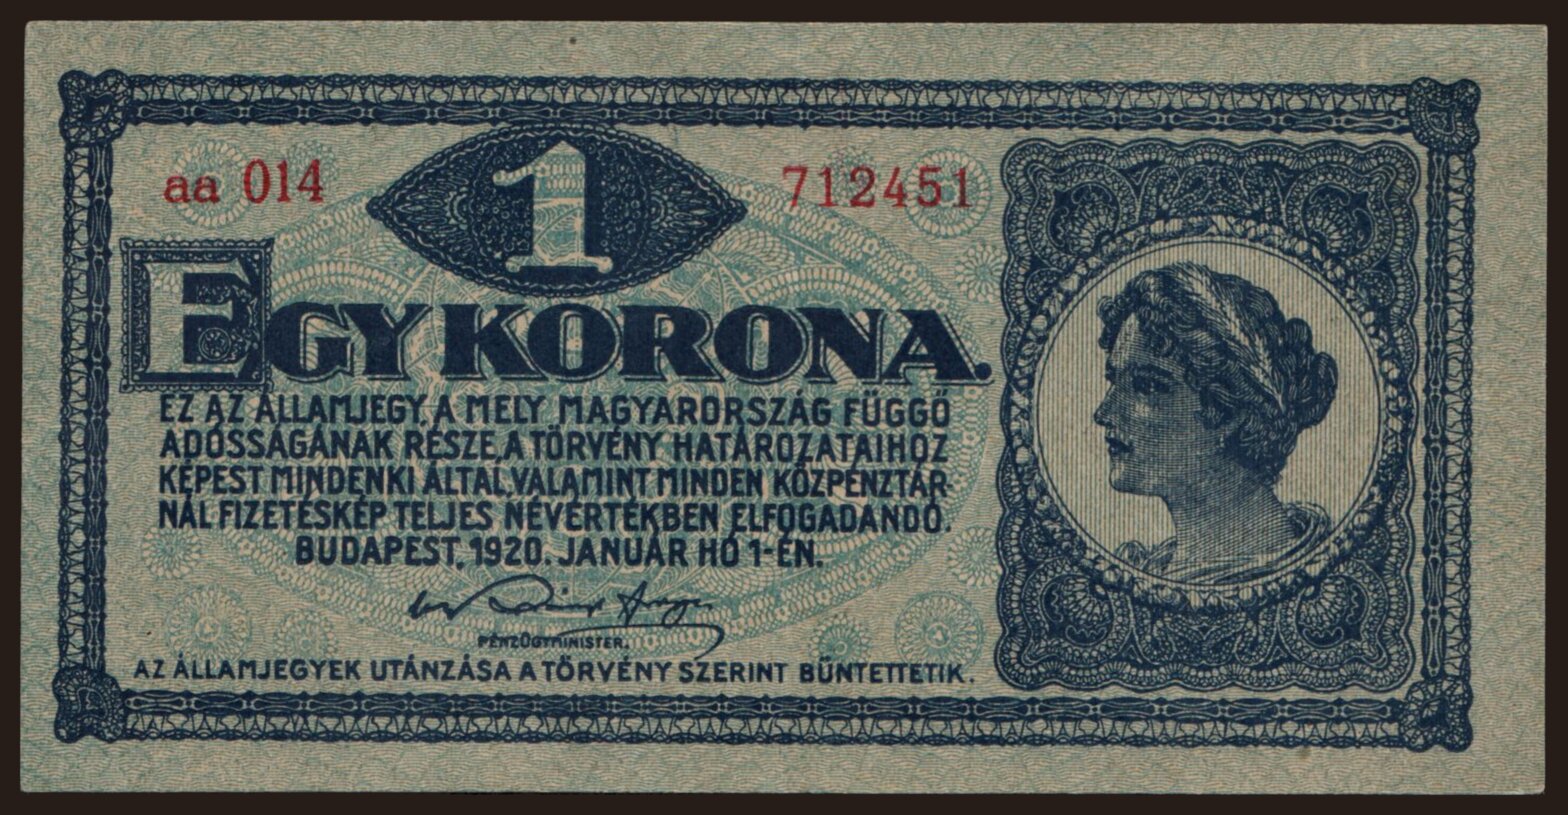 aa 014
1
712451
EGY KORONA.
EZ AZ ÁLLAMJEGY, A MELY MAGYARORSZÁG FÜGGŐ
ADÓSSÁGÁNAK RÉSZE, A TÖRVÉNY HATÁROZATAIHOZ
KÉPEST MINDENKI ÁLTAL, VALAMINT MINDEN KÖZPÉNZTÁR
NÁL FIZETÉSKÉP TELJES NÉVÉRTÉKBEN ELFOGADANDÓ.
BUDAPEST, 1920. JANUÁR HÓ 1-ÉN.
PÉNZÜGYMINISTER.
AZ ÁLLAMJEGYEK UTÁNZÁSA A TÖRVÉNY SZERINT BÜNTETTETIK.